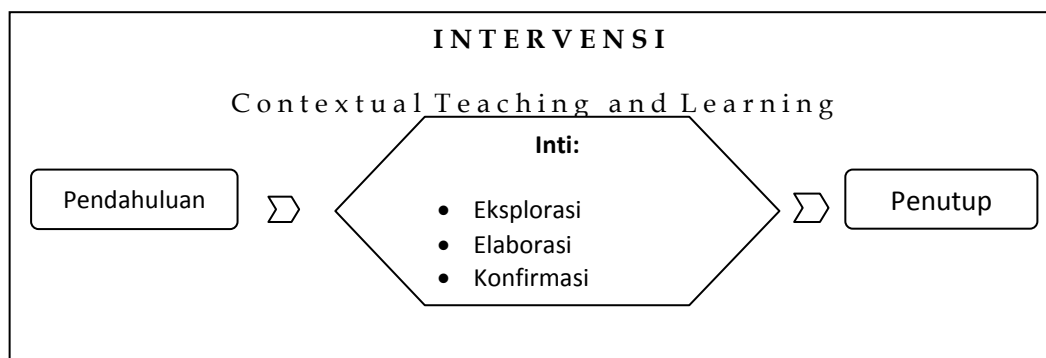 INTERVENSI
Contextual Teaching and Learning
Inti:
Pendahuluan
• Eksplorasi
• Elaborasi
• Konfirmasi
Penutup